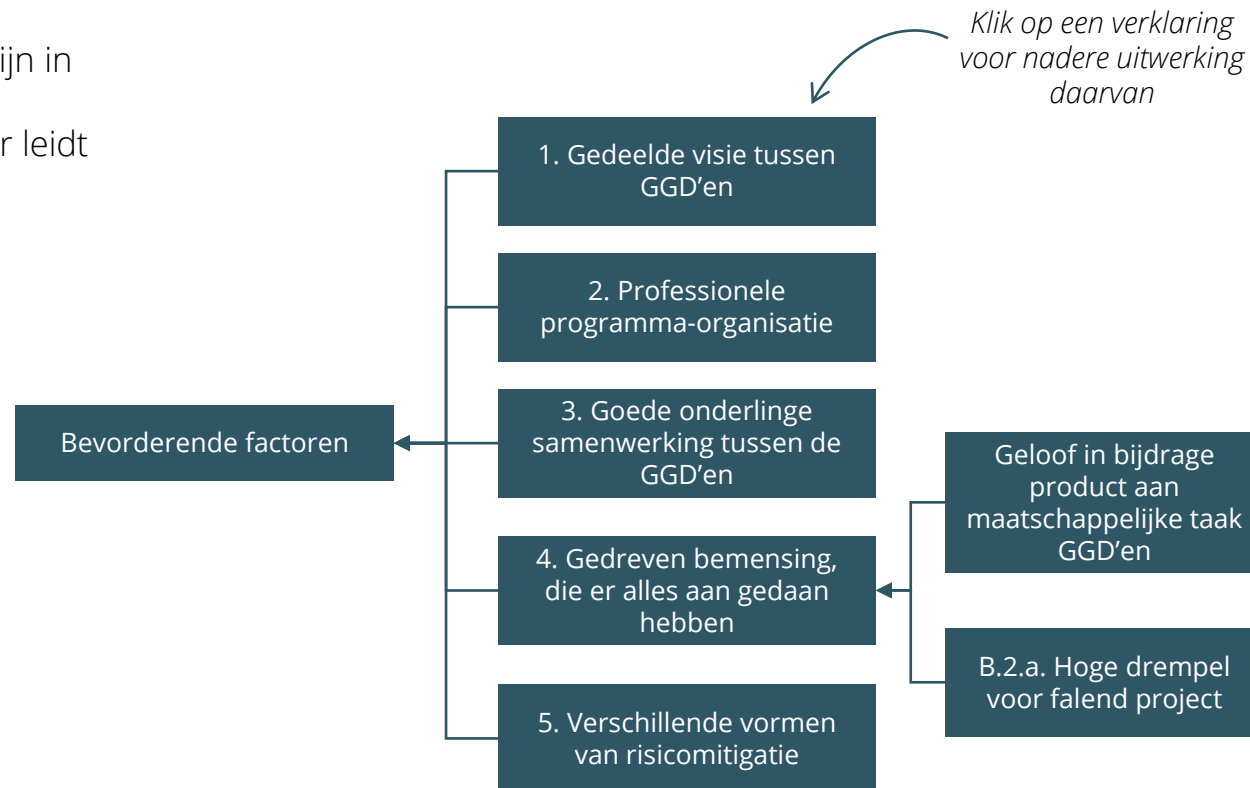 ijn in
r leidt
Klik op een verklaring
voor nadere uitwerking
daarvan
1. Gedeelde visie tussen
GGD’en
2. Professionele
programma-organisatie
3. Goede onderlinge
samenwerking tussen de
GGD’en
Bevorderende factoren
4. Gedreven bemensing,
die er alles aan gedaan
hebben
Geloof in bijdrage
product aan
maatschappelijke taak
GGD’en
B.2.a. Hoge drempel
voor falend project
5. Verschillende vormen
van risicomitigatie